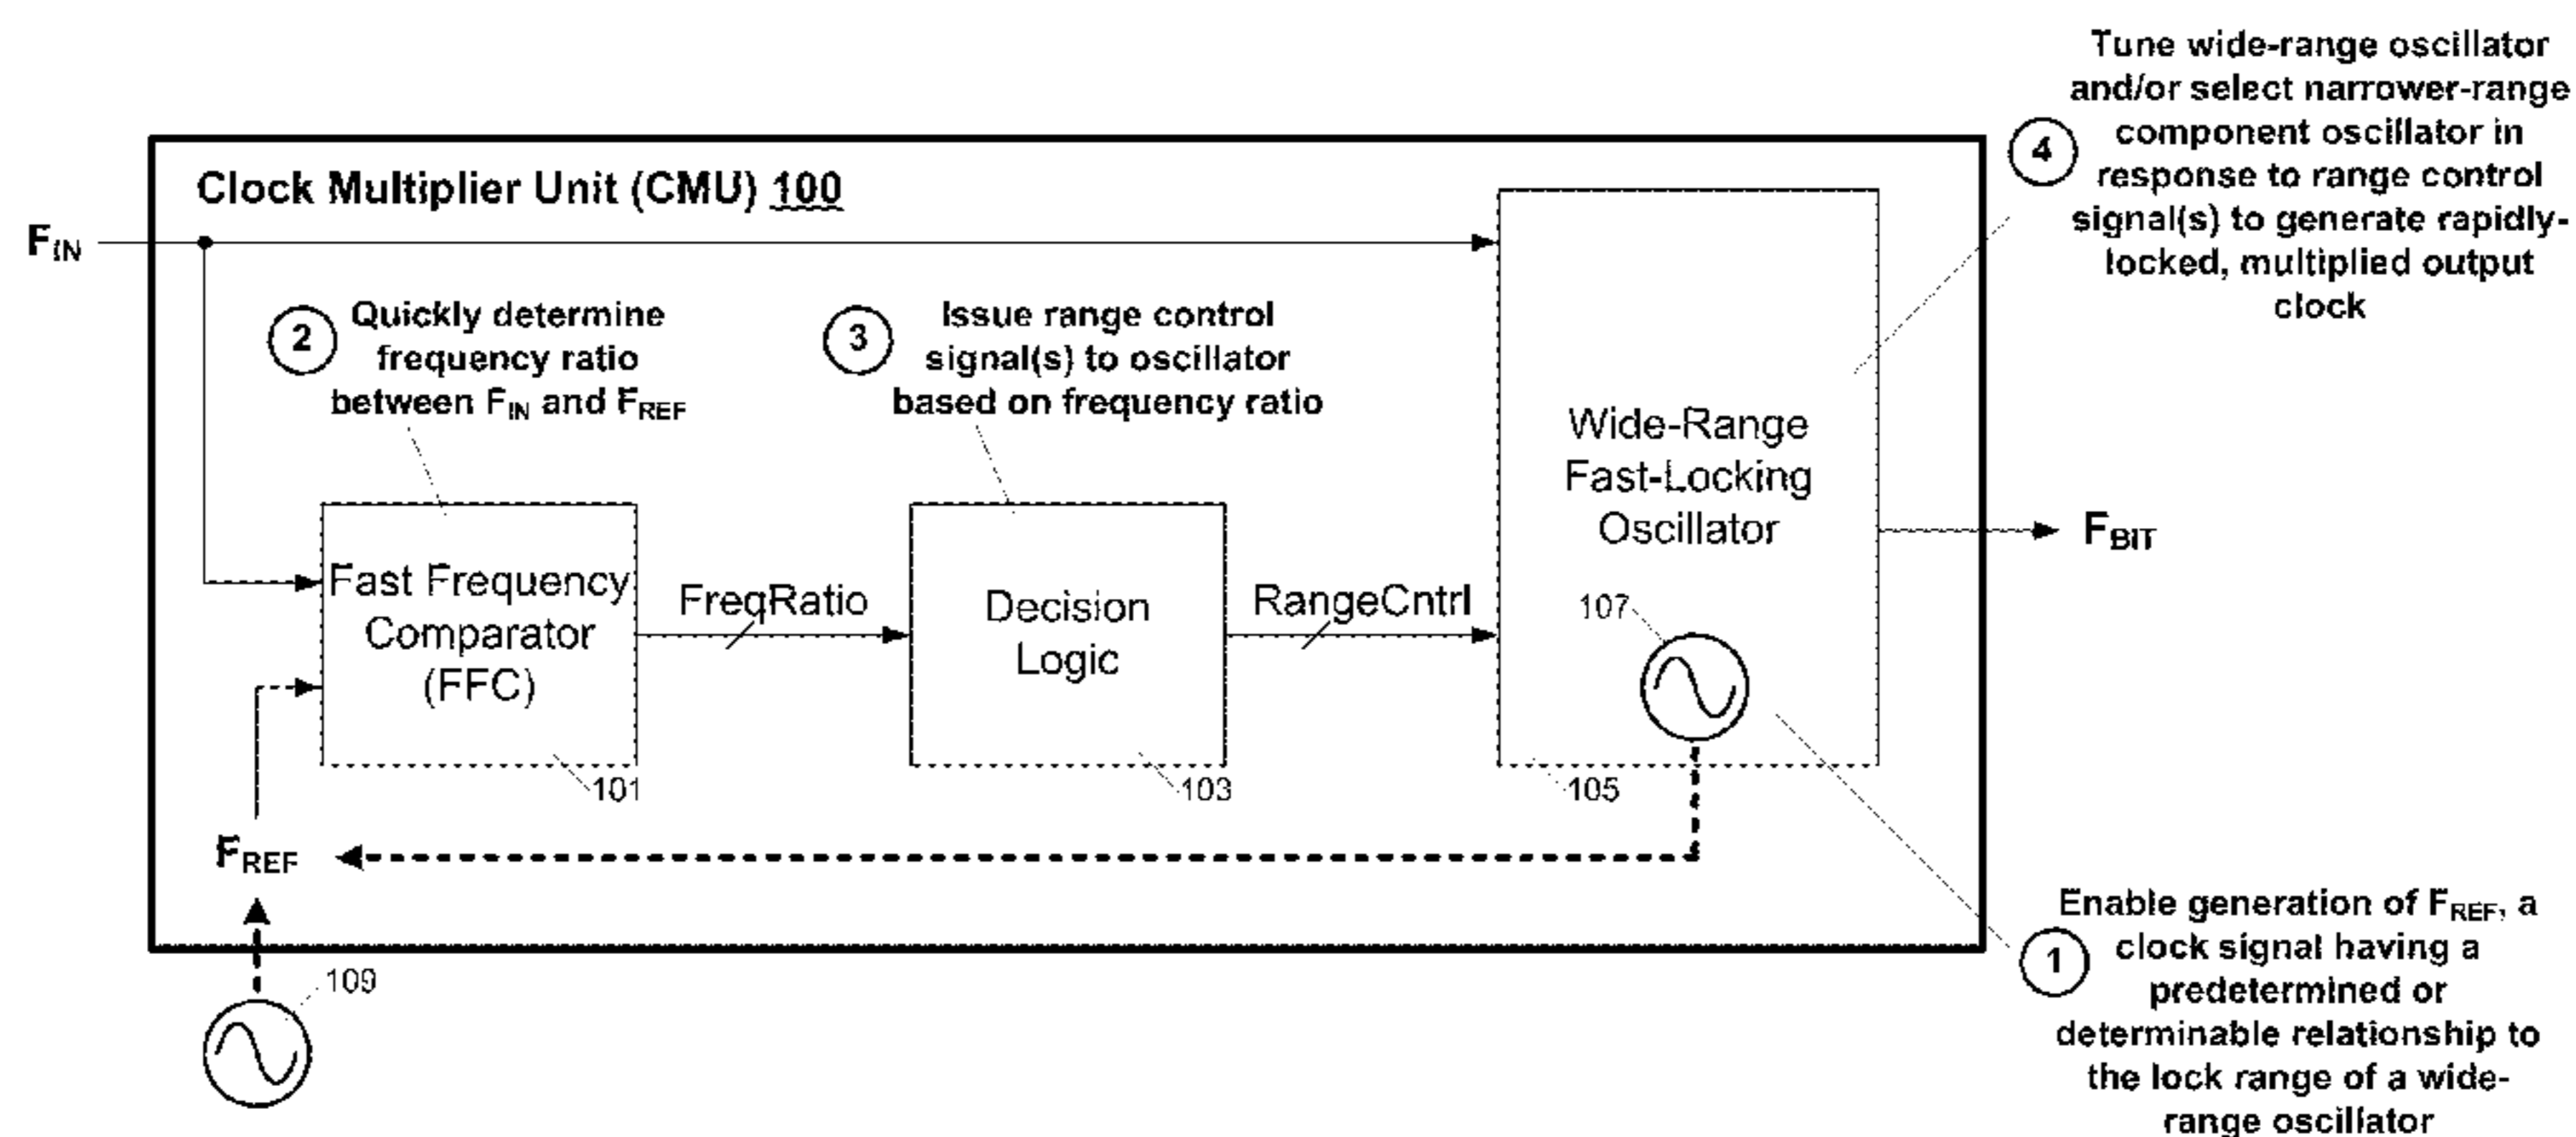 Tune wide-range oscillator
and/or select narrower-range
component oscillator in
response to range control
signal(s) to generate rapidly-
locked, multiplied output
clock
4
Clock Multiplier Unit (CMU) 100
FIN
2
Quickly determine
frequency ratio
between FIN and FREF
3
Issue range control
signal(s) to oscillator
based on frequency ratio
Wide-Range
Fast-Locking
Oscillator
FBIT
Fast Frequency
Comparator
(FFC)
FreqRatio
Decision
Logic
RangeCntrl
107
101
103
105
FREF
109
1
Enable generation of FREF, a
clock signal having a
predetermined or
determinable relationship to
the lock range of a wide-
range oscillator